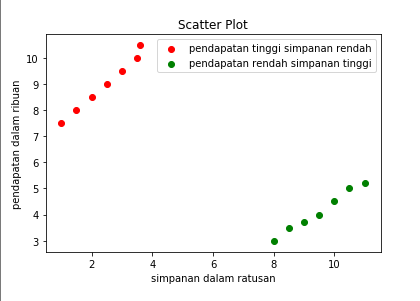 Scatter Plot
pendapatan tinggi simpanan rendah
pendapatan rendah simpanan tinggi
pendapatan dalam ribuan
10
9
8
7
6
5
4
3
2
4
6
8
10
simpanan dalam ratusan